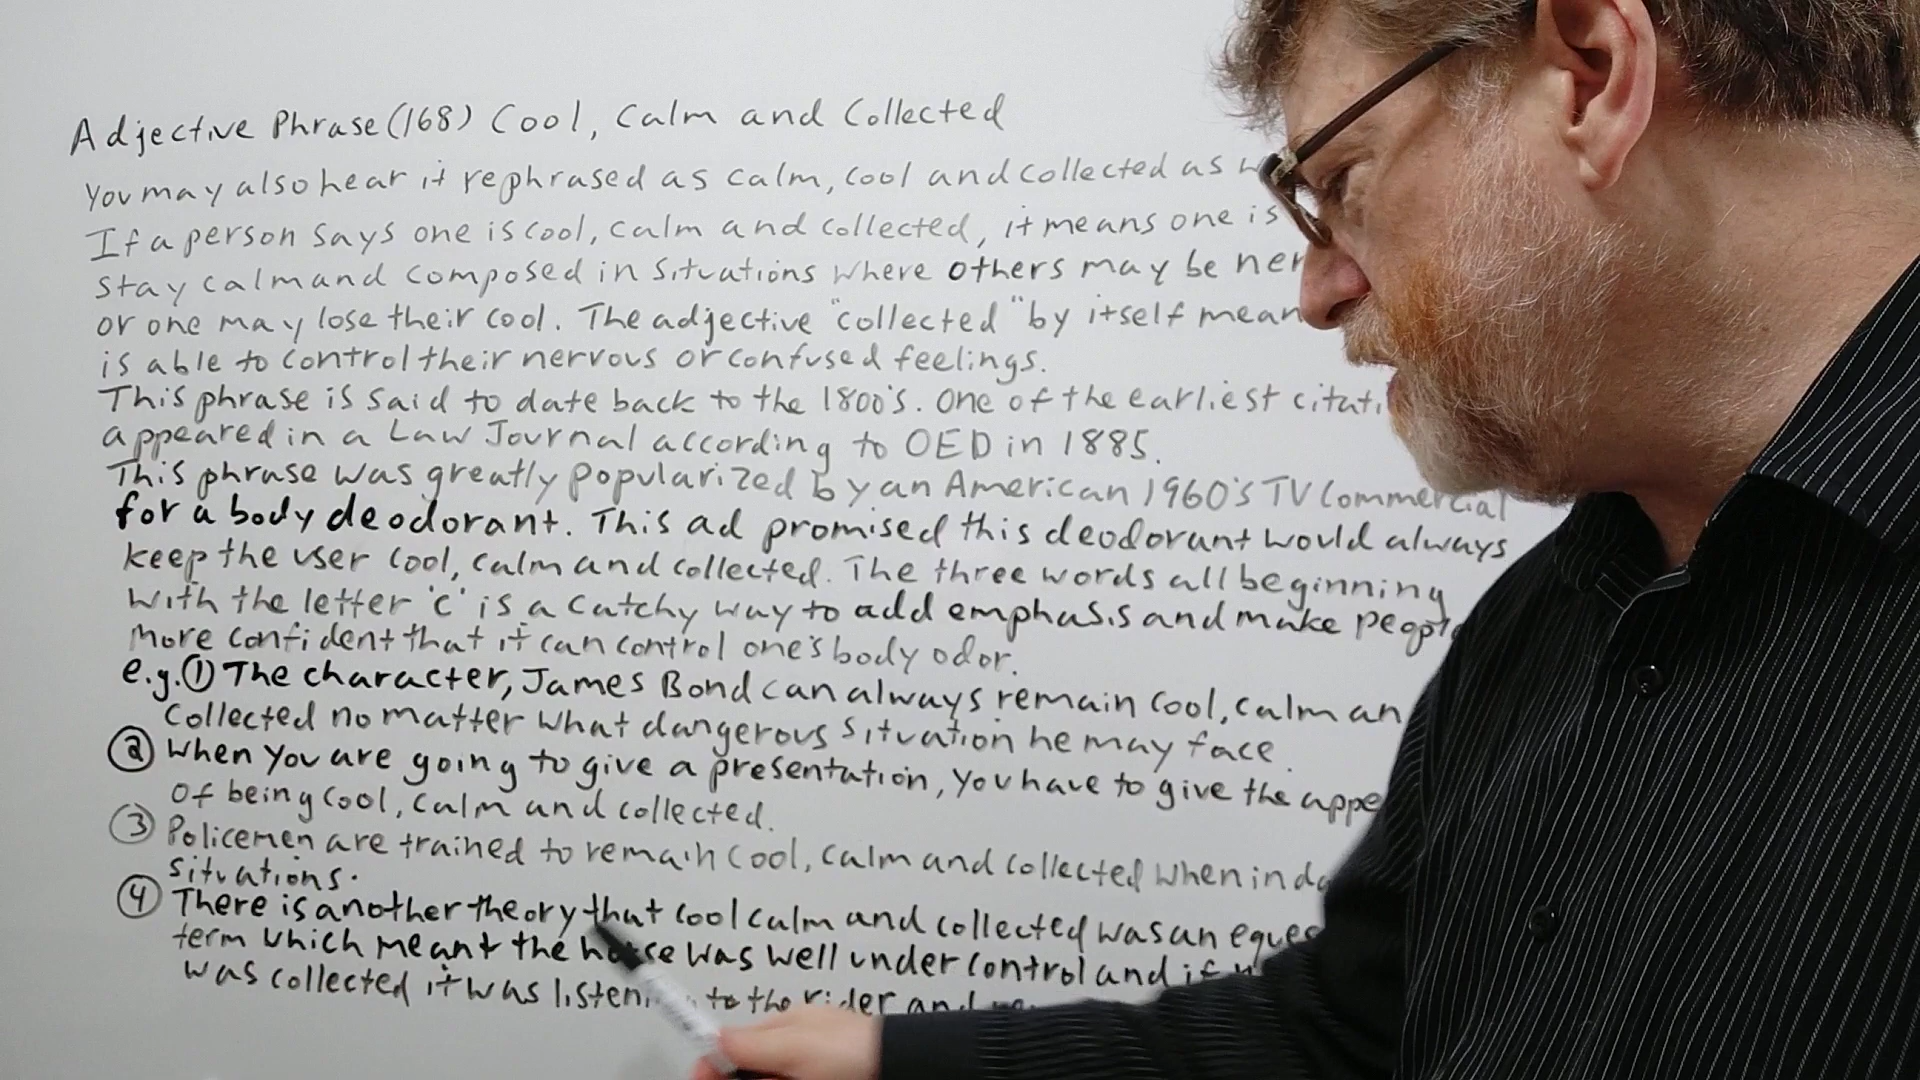 Adjective Phrase (168) Cool, Calm and Collected
You may also hear it rephrased as calm, cool and collected as
If a person says one is cool, calm and collected, it means one is
stay calm and composed in situations where others may be
or one may lose their cool. The adjective "collected" by itself
is able to control their nervous or confused feelings.
This phrase is said to date back to the 1800's. One of the earliest
appeared in a Law Journal according to OED in 1885.
This phrase was greatly popularized by an American 1960's TV Commercial
for a body deodorant. This ad promised this deodorant would always
keep the user cool, calm and collected. The three words all beginning
with the letter 'c' is a catchy way to add emphasis and make people
more confident that it can control one's body odor.
e.g. ① The character, James Bond can always remain cool, calm an
collected no matter what dangerous situation he may face.
② When you are going to give a presentation, you have to give the
of being cool, calm and collected.
③ Policemen are trained to remain cool, calm and collected when in
situations.
④ There is another theory that cool calm and collected was an
term which meant the horse was well under control and if
was collected it was listening to the rider and